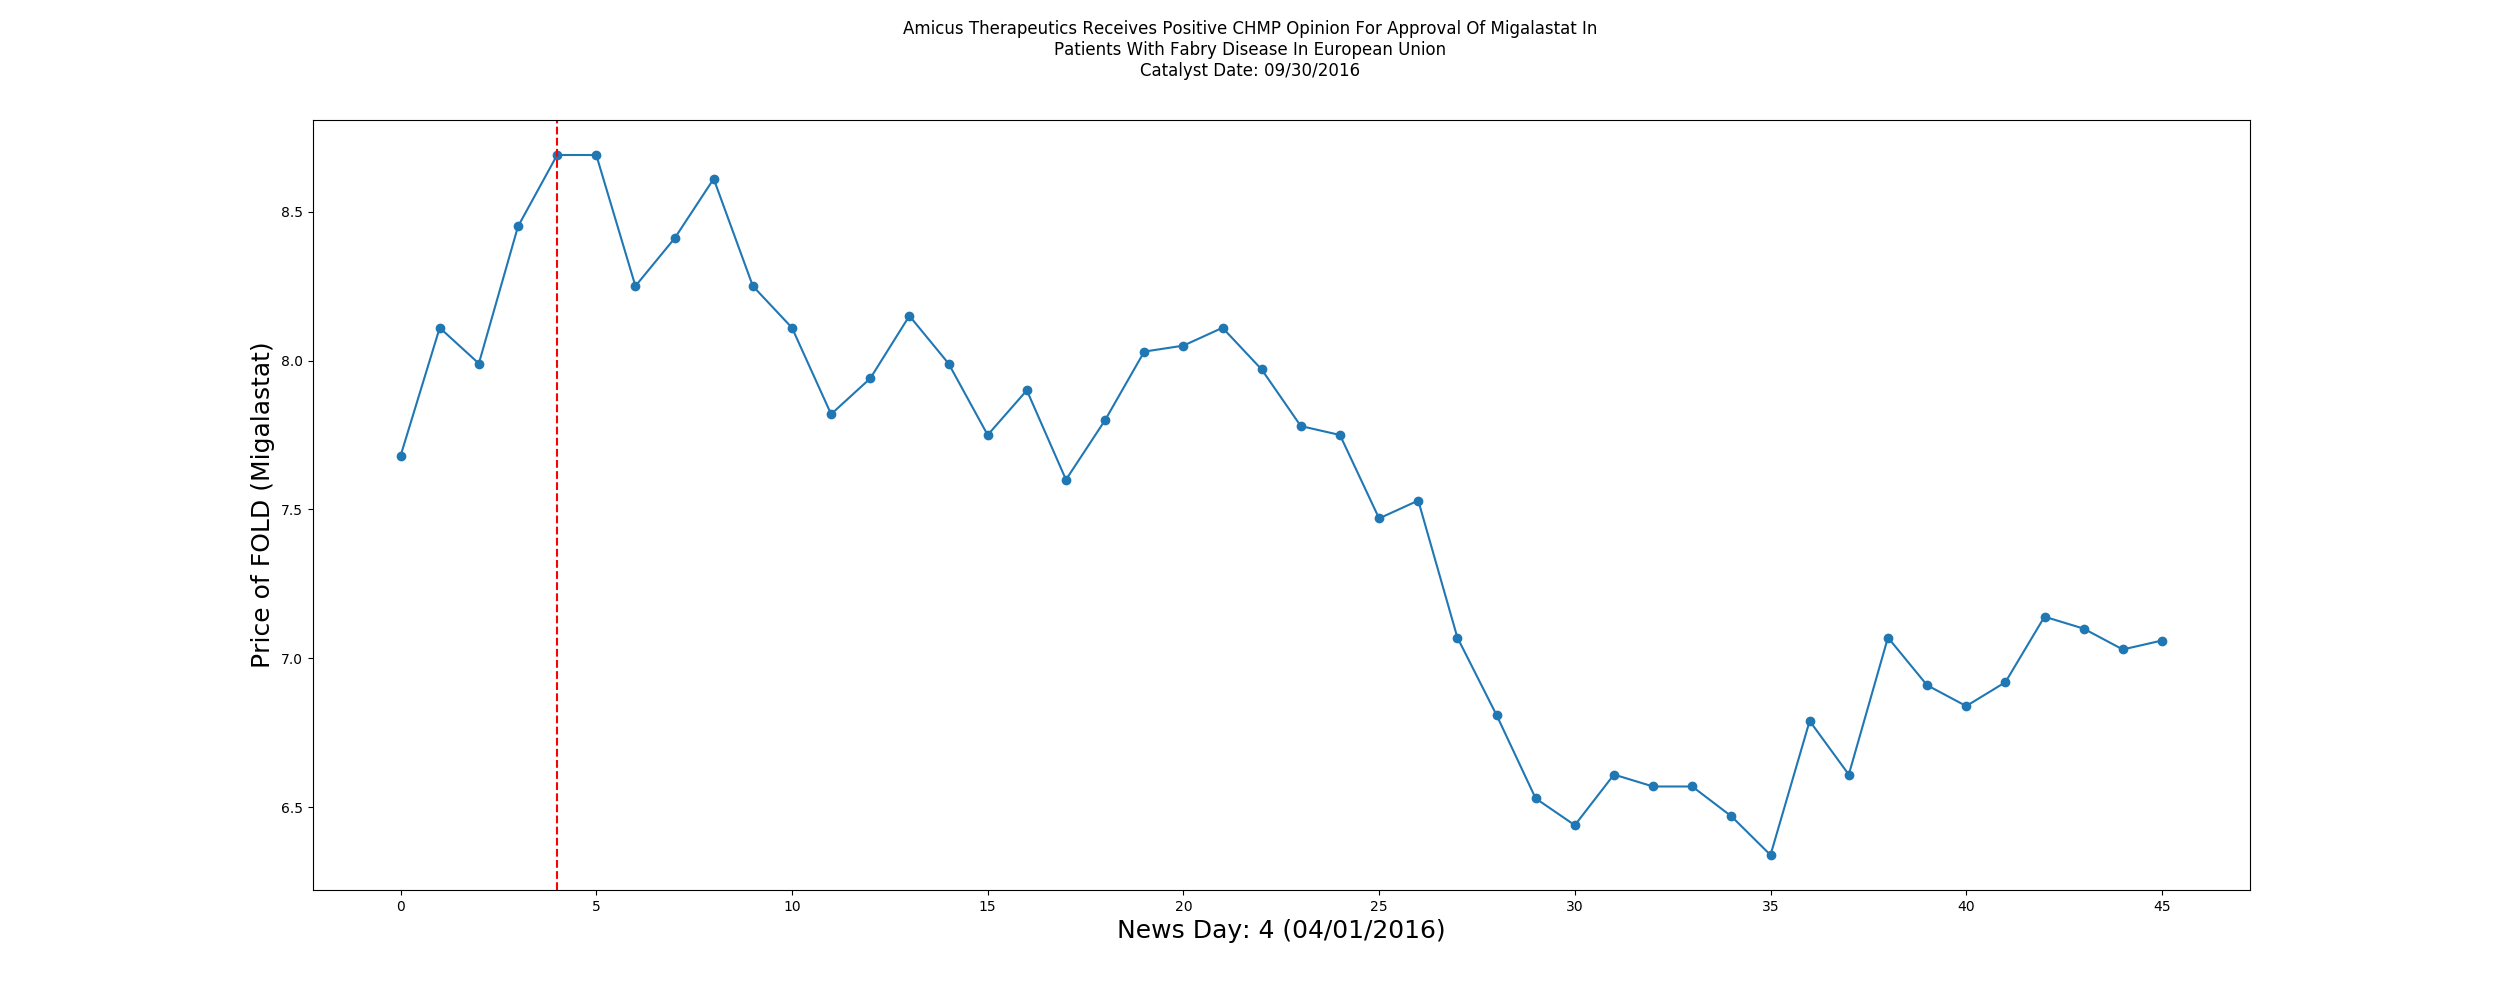 Amicus Therapeutics Receives Positive CHMP Opinion For Approval Of Migalastat In
Patients With Fabry Disease In European Union
Catalyst Date: 09/30/2016
Price of FOLD (Migalastat)
8.5
8.0
7.5
7.0
6.5
0 5 10 15 20 25 30 35 40 45
News Day: 4 (04/01/2016)